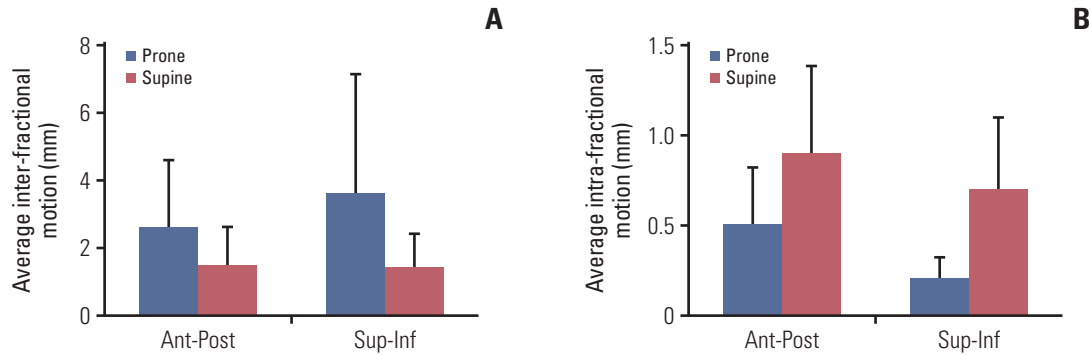 A
Average inter-fractional
motion (mm)
8
6
4
2
0
Prone
Supine
Ant-Post
Sup-Inf
B
Average intra-fractional
motion (mm)
1.5
1.0
0.5
0
Prone
Supine
Ant-Post
Sup-Inf